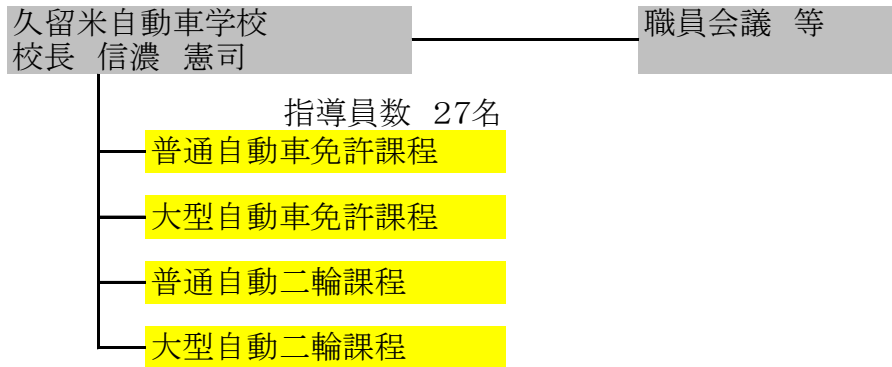 久留米自動車学校
校長 信濃 憲司
職員会議 等
指導員数 27名
普通自動車免許課程
大型自動車免許課程
普通自動二輪課程
大型自動二輪課程